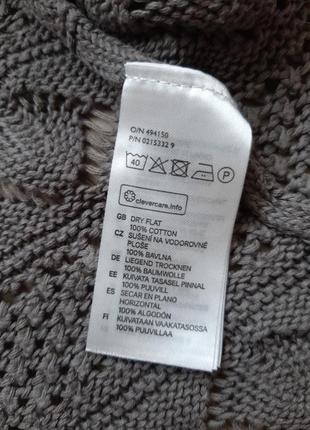 O/N 494150
P/N 0215332 9
40
P
clevercare.info
GB DRY FLAT
100% COTTON
CZ SUŠENÍ NA VODOROVNÉ
PLOŠE
100% BAVLNA
DE LIEGEND TROCKNEN
100% BAUMWOLLE
EE KUIVATA TASASEL PINNAL
100% PUUVILL
ES SECAR EN PLANO
HORIZONTAL
100% ALGODÓN
FI KUIVATAAN VAAKATASOSSA
100% PUUVILLAA